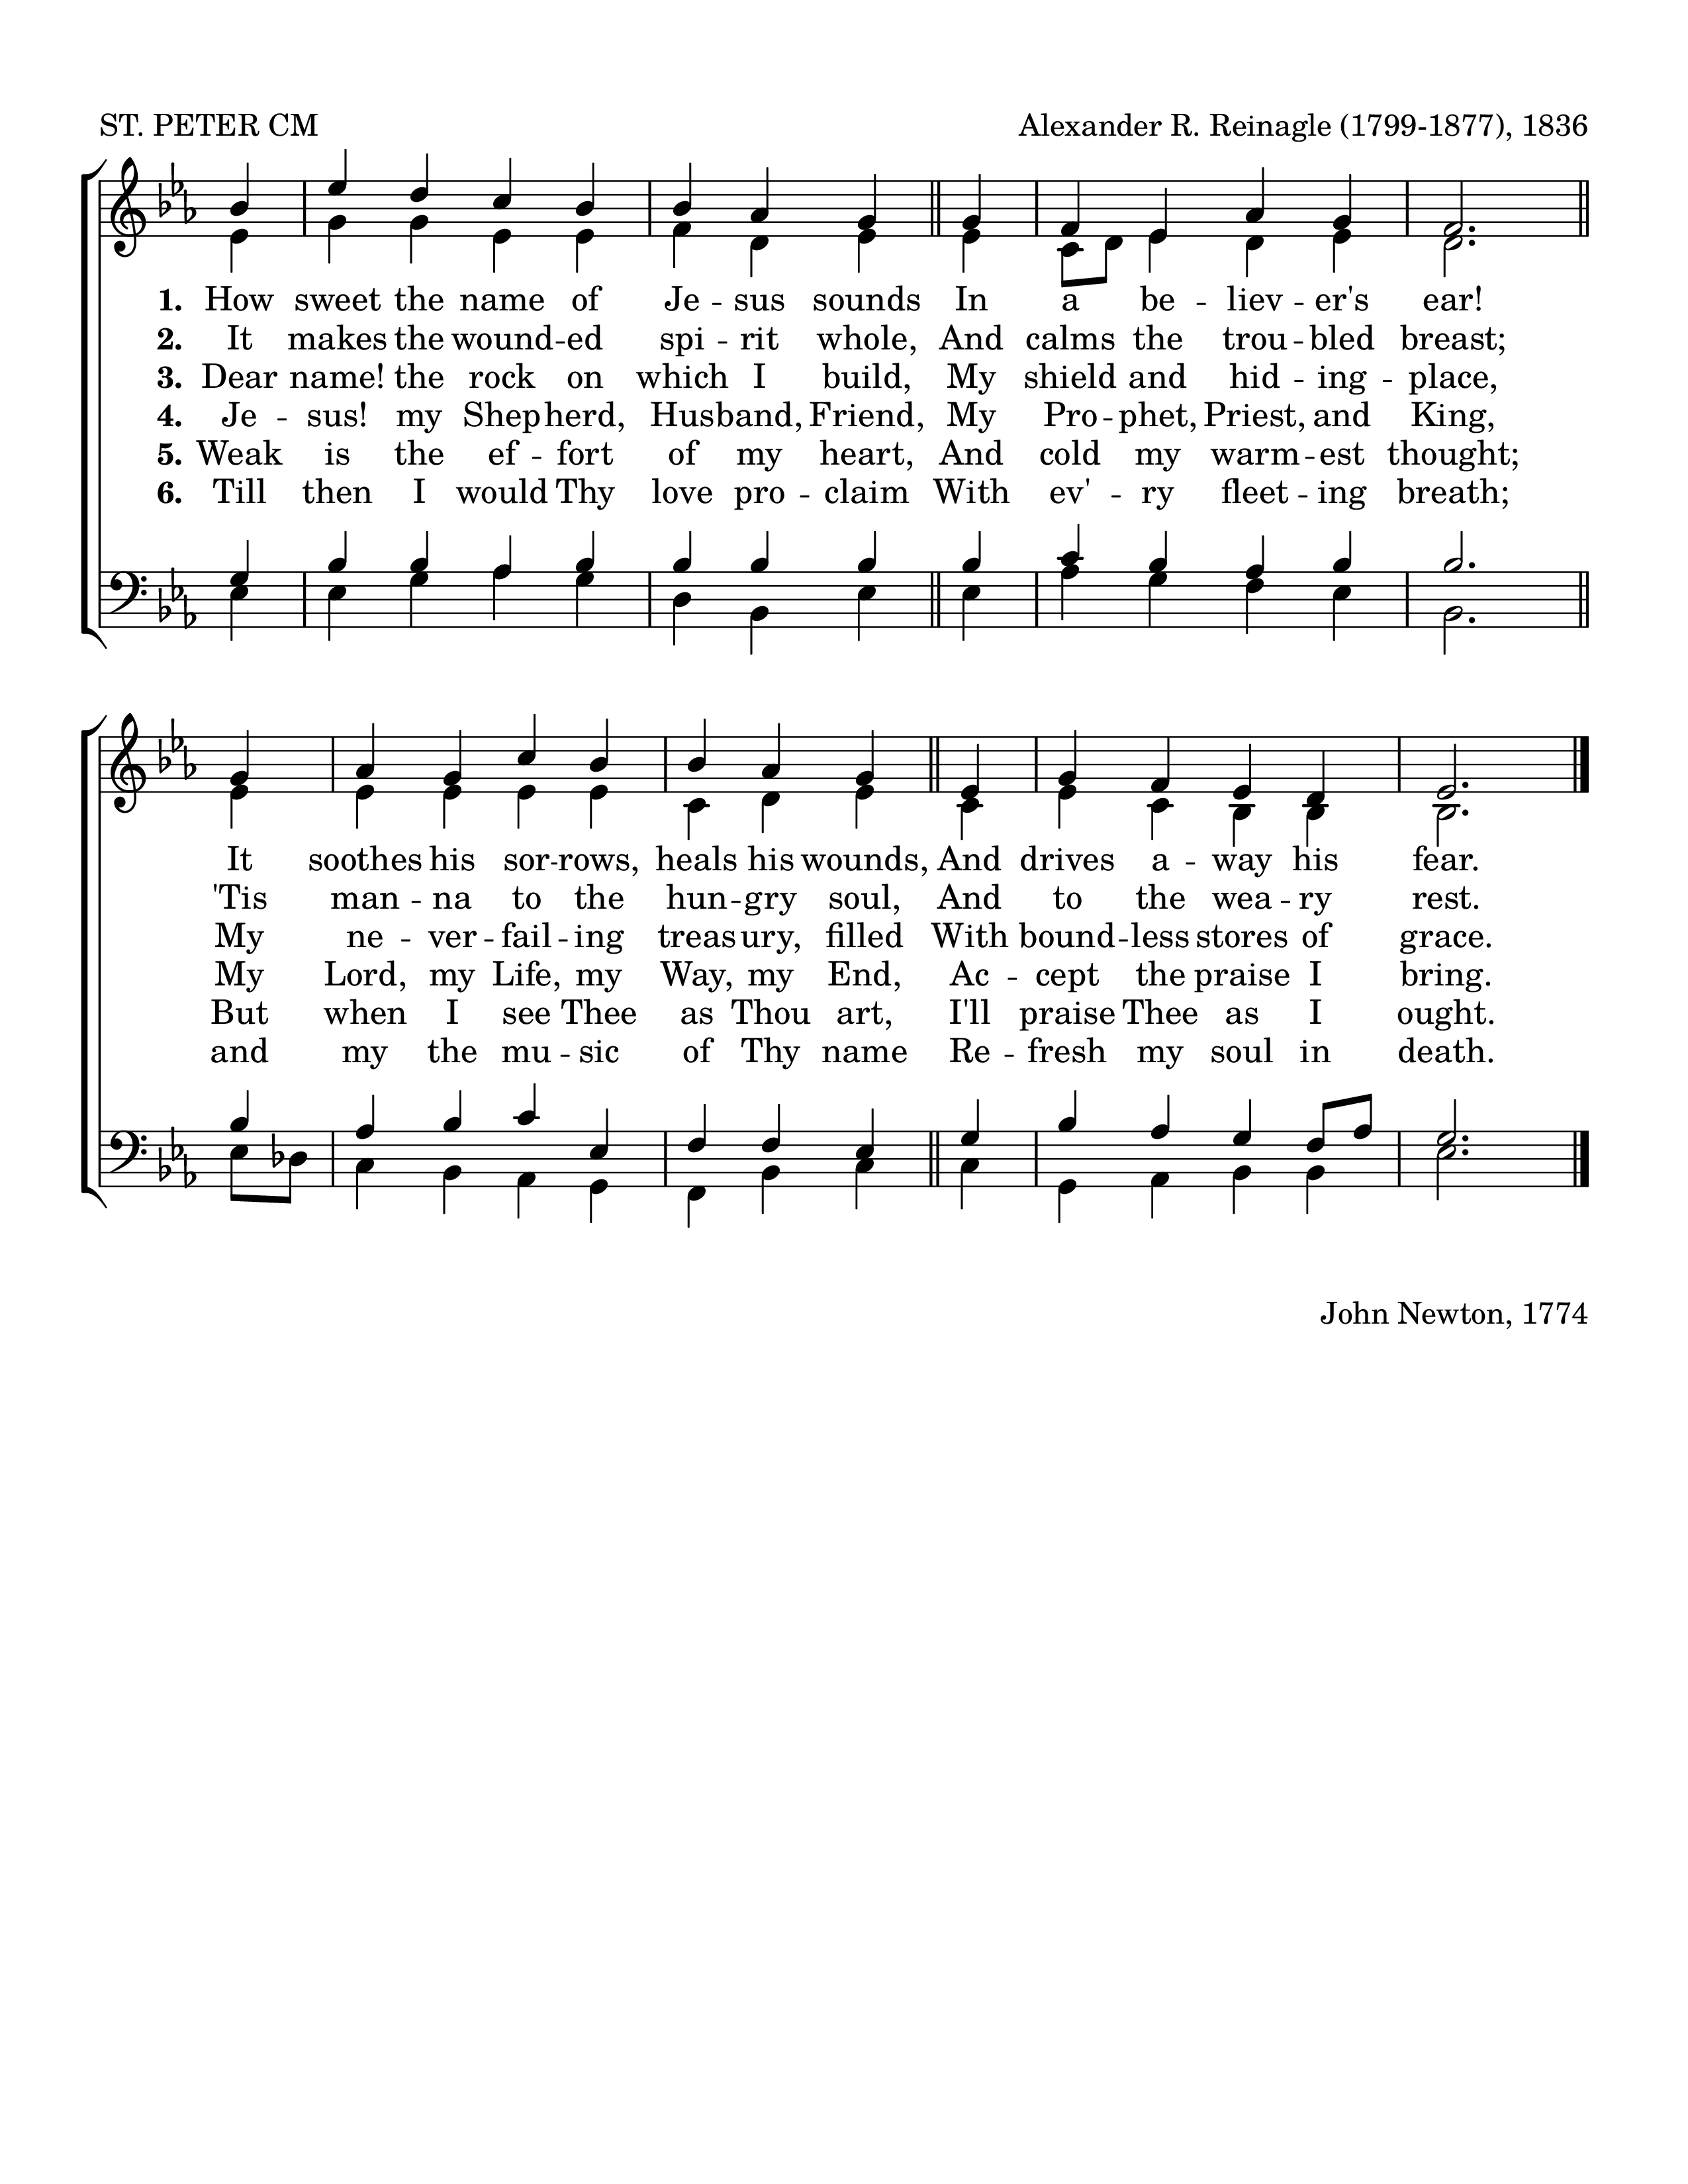 ST. PETER CM
Alexander R. Reinagle (1799-1877), 1836
1. How sweet the name of Je -- sus sounds In a be -- liev -- er's ear!
2. It makes the wound -- ed spi -- rit whole, And calms the trou -- bled breast;
3. Dear name! the rock on which I build, My shield and hid -- ing -- place,
4. Je -- sus! my Shepherd, Husband, Friend, My Pro -- phet, Priest, and King,
5. Weak is the ef -- fort of my heart, And cold my warm -- est thought;
6. Till then I would Thy love pro -- claim With ev' -- ry fleet -- ing breath;
It soothes his sor -- rows, heals his wounds, And drives a -- way his fear.
'Tis man -- na to the hun -- gry soul, And to the wea -- ry rest.
My ne -- ver -- fail -- ing treasury, filled With bound -- less stores of grace.
My Lord, my Life, my Way, my End, Ac -- cept the praise I bring.
But when I see Thee as Thou art, I'll praise Thee as I ought.
and my the mu -- sic of Thy name Re -- fresh my soul in death.
John Newton, 1774